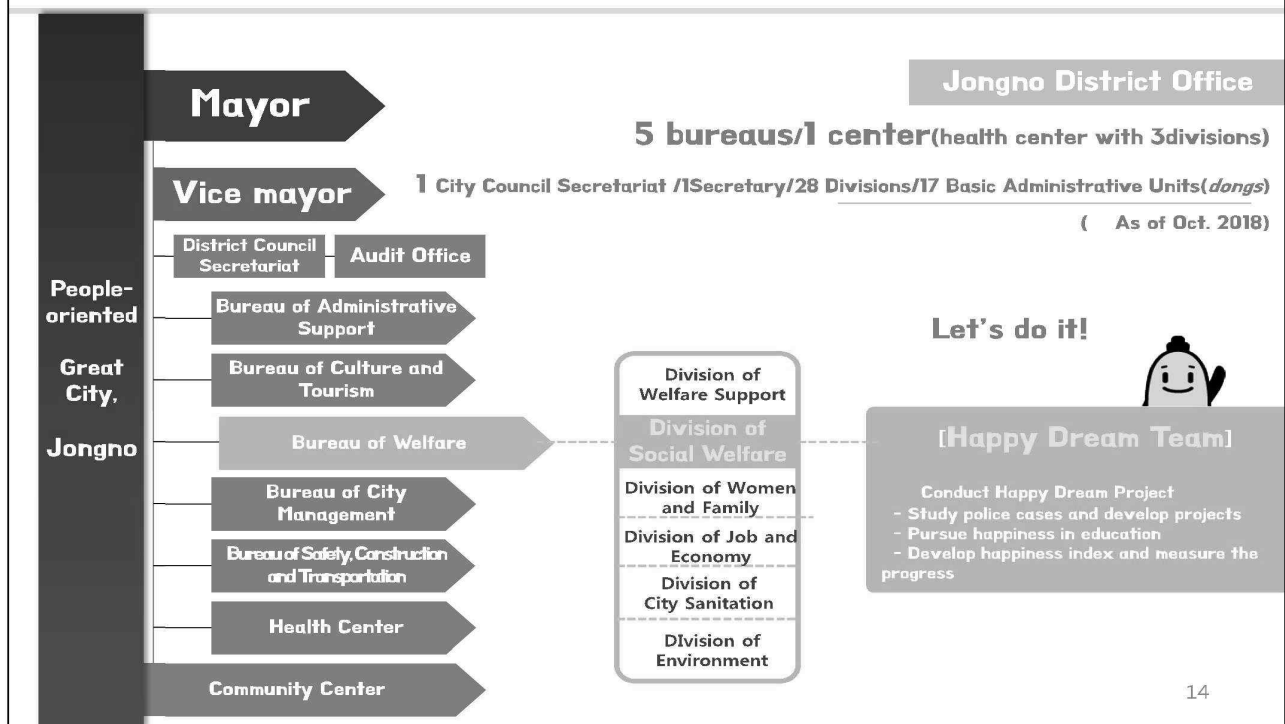 Mayor
Jongno District Office
5 bureaus/1 center(health center with 3divisions)
Vice mayor
1 City Council Secretariat /1Secretary/28 Divisions/17 Basic Administrative Units(dongs)
( As of Oct. 2018)
District Council
Secretariat
Audit Office
People-
oriented
Great
City,
Jongno
Bureau of Administrative
Support
Bureau of Culture and
Tourism
Bureau of Welfare
Bureau of City
Management
Bureau of Safety, Construction
and Transportation
Health Center
Community Center
Division of
Welfare Support
Division of
Social Welfare
Division of Women
and Family
Division of Job and
Economy
Division of
City Sanitation
DIvision of
Environment
Let's do it!
[Happy Dream Team]
Conduct Happy Dream Project
- Study police cases and develop projects
- Pursue happiness in education
- Develop happiness index and measure the
progress
14